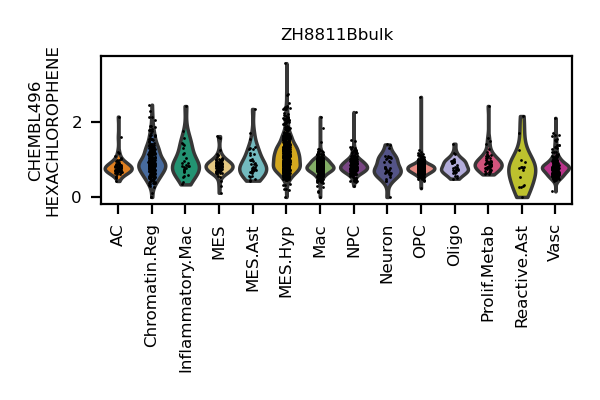 ZH8811Bbulk
CHEMBL496
HEXACHLOROPHENE
2
0
AC
Chromatin.Reg
Inflammatory.Mac
MES
MES.Ast
MES.Hyp
Mac
NPC
Neuron
OPC
Oligo
Prolif.Metab
Reactive.Ast
Vasc